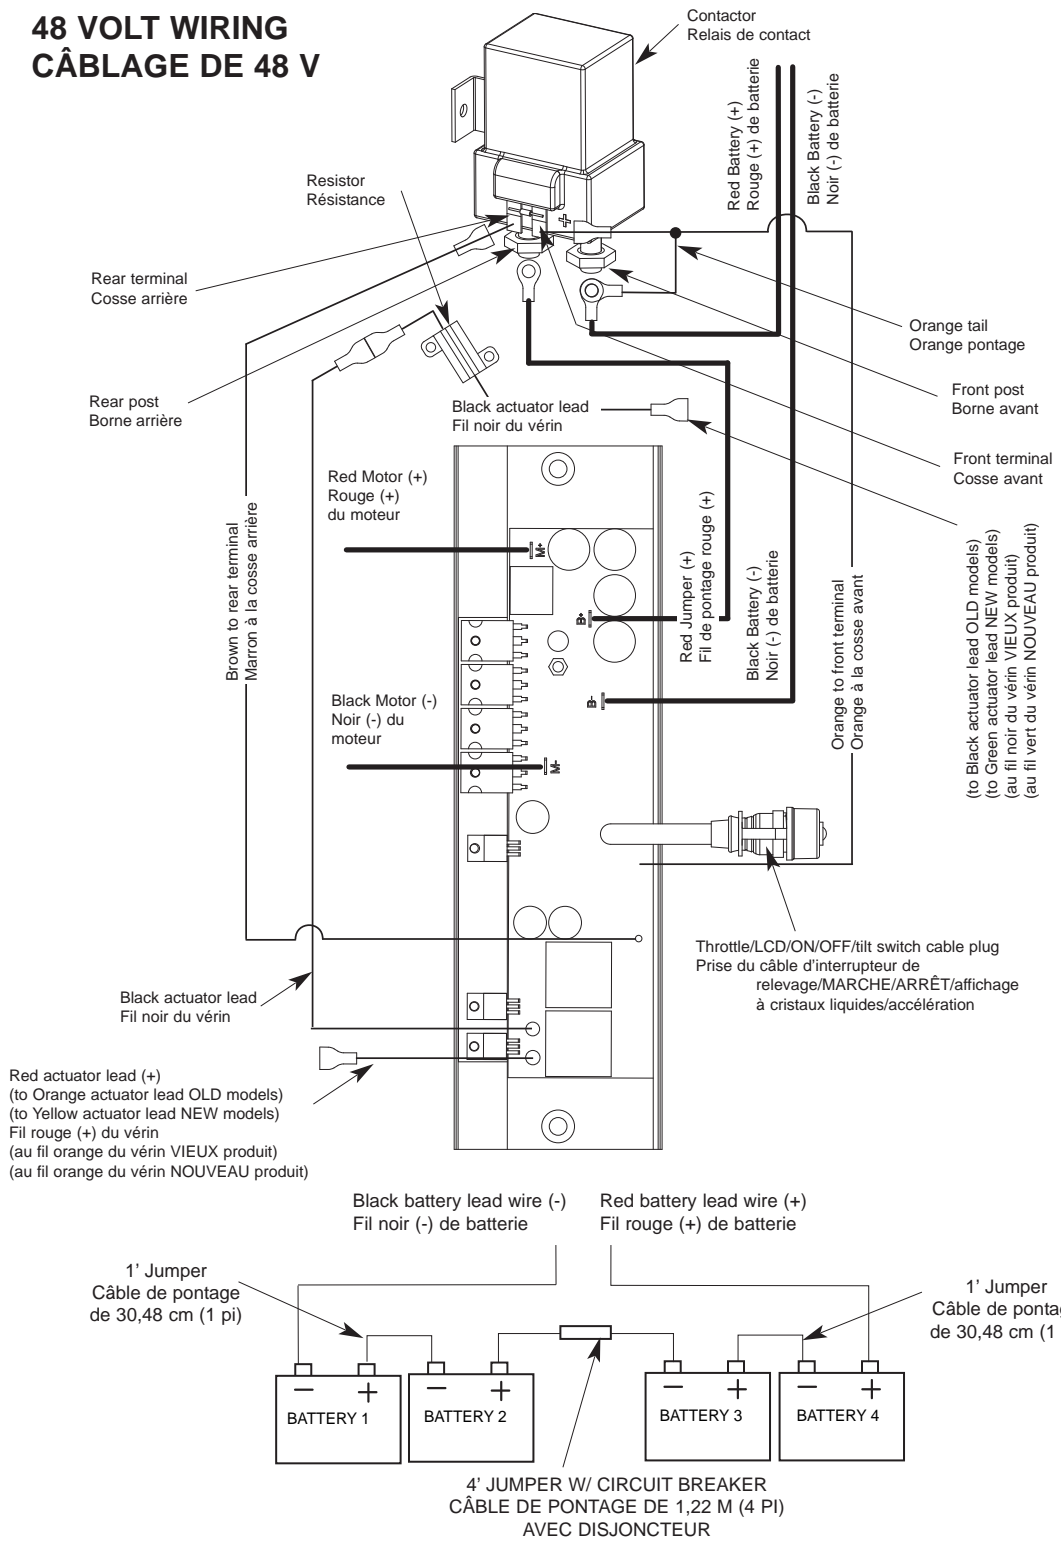 48 VOLT WIRING
CÂBLAGE DE 48 V
Contactor
Relais de contact
Red Battery (+)
Rouge (+) de batterie
Black Battery (-)
Noir (-) de batterie
Resistor
Résistance
+
Rear terminal
Cosse arrière
Orange tail
Orange pontage
Rear post
Borne arrière
Front post
Borne avant
Black actuator lead
Fil noir du vérin
Front terminal
Cosse avant
Red Motor (+)
Rouge (+)
du moteur
M+
Brown to rear terminal
Marron à la cosse arrière
B+
Red Jumper (+)
Fil de pontage rouge (+)
Black Battery (-)
Noir (-) de batterie
Orange to front terminal
Orange à la cosse avant
(to Black actuator lead OLD models)
(to Green actuator lead NEW models)
(au fil noir du vérin VIEUX produit)
(au fil vert du vérin NOUVEAU produit)
Black Motor (-)
Noir (-) du
moteur
B-
M-
Throttle/LCD/ON/OFF/tilt switch cable plug
Prise du câble d'interrupteur de
relevage/MARCHE/ARRÊT/affichage
à cristaux liquides/accélération
Black actuator lead
Fil noir du vérin
Red actuator lead (+)
(to Orange actuator lead OLD models)
(to Yellow actuator lead NEW models)
Fil rouge (+) du vérin
(au fil orange du vérin VIEUX produit)
(au fil orange du vérin NOUVEAU produit)
Black battery lead wire (-)
Fil noir (-) de batterie
Red battery lead wire (+)
Fil rouge (+) de batterie
1' Jumper
Câble de pontage
de 30,48 cm (1 pi)
1' Jumper
Câble de ponta
de 30,48 cm (1
− +
BATTERY 1
− +
BATTERY 2
− +
BATTERY 3
− +
BATTERY 4
4' JUMPER W/ CIRCUIT BREAKER
CÂBLE DE PONTAGE DE 1,22 M (4 PI)
AVEC DISJONCTEUR